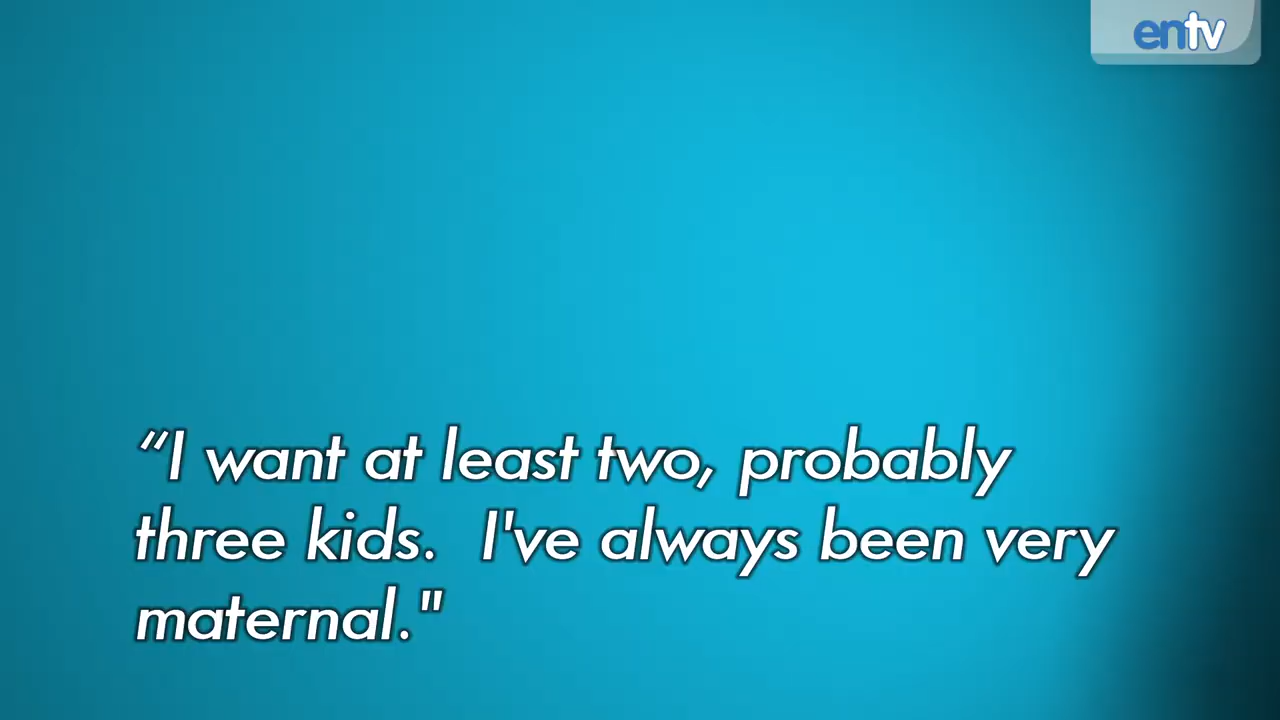 entv
“I want at least two, probably
three kids.  I've always been very
maternal."